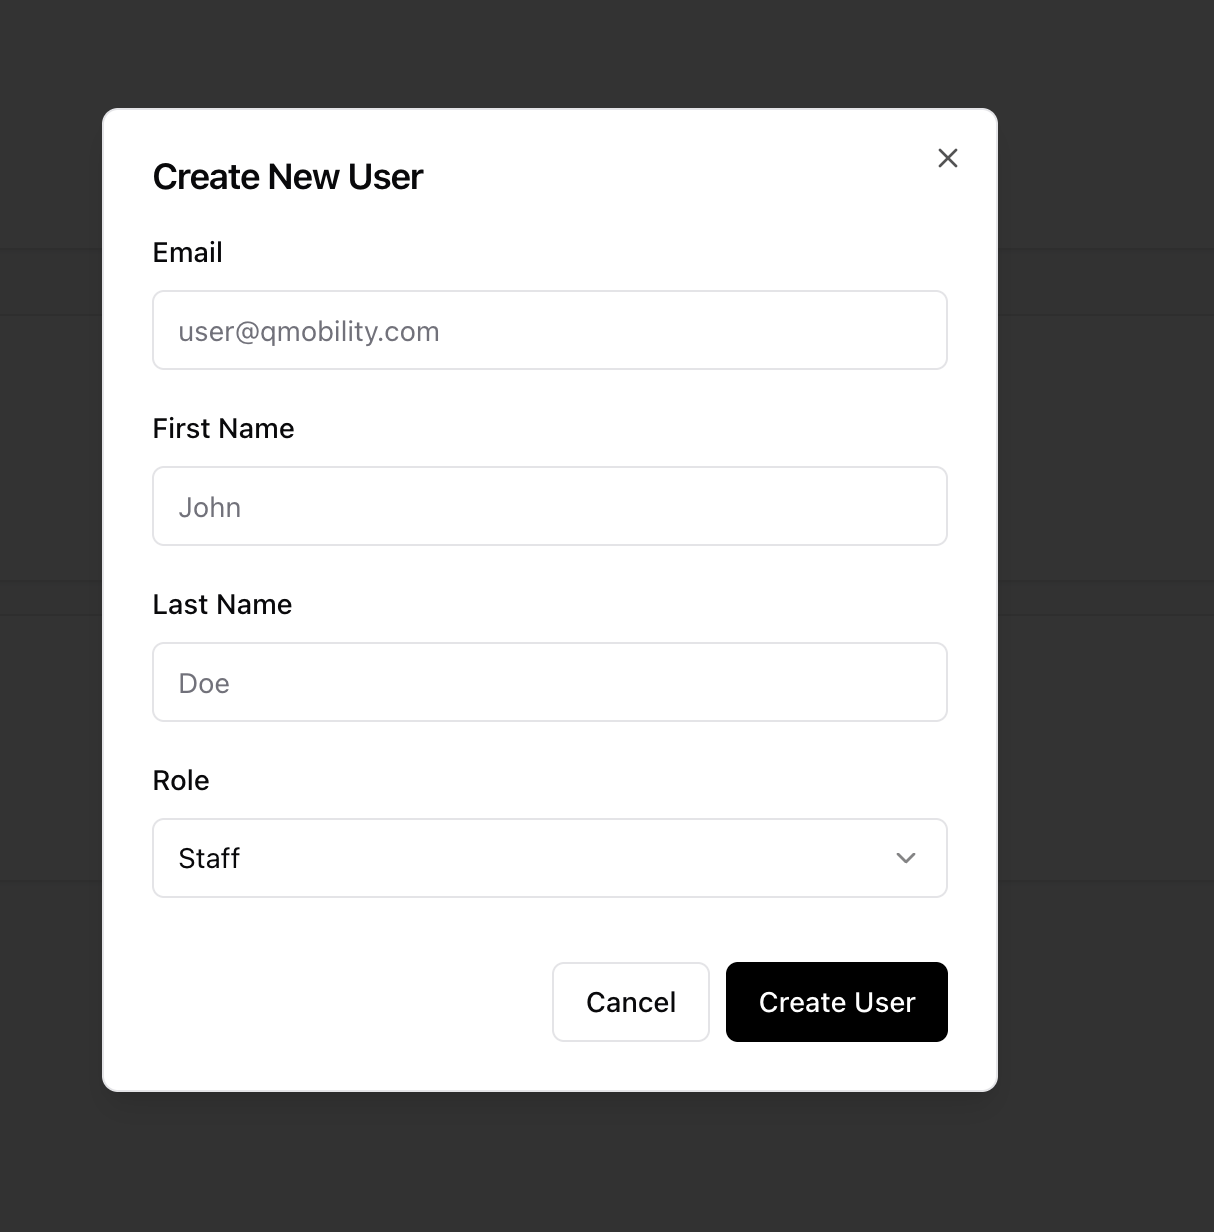 Create New User
Email
user@qmobility.com
First Name
John
Last Name
Doe
Role
Staff
Cancel
Create User